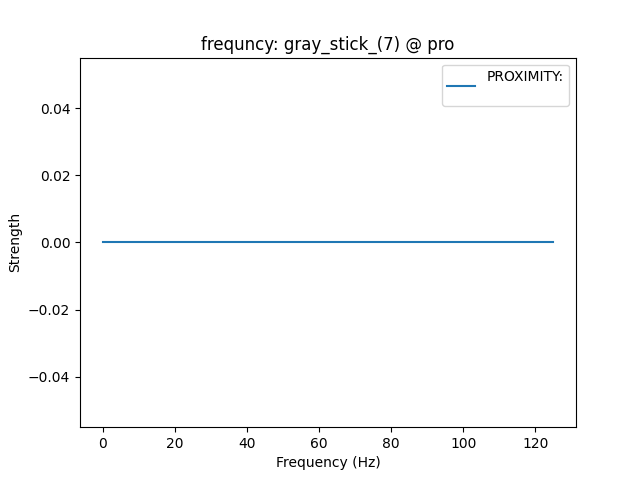 frequncy: gray_stick_(7) @ pro
PROXIMITY:
0.04
0.02
0.00
−0.02
−0.04
Strength
0 20 40 60 80 100 120
Frequency (Hz)